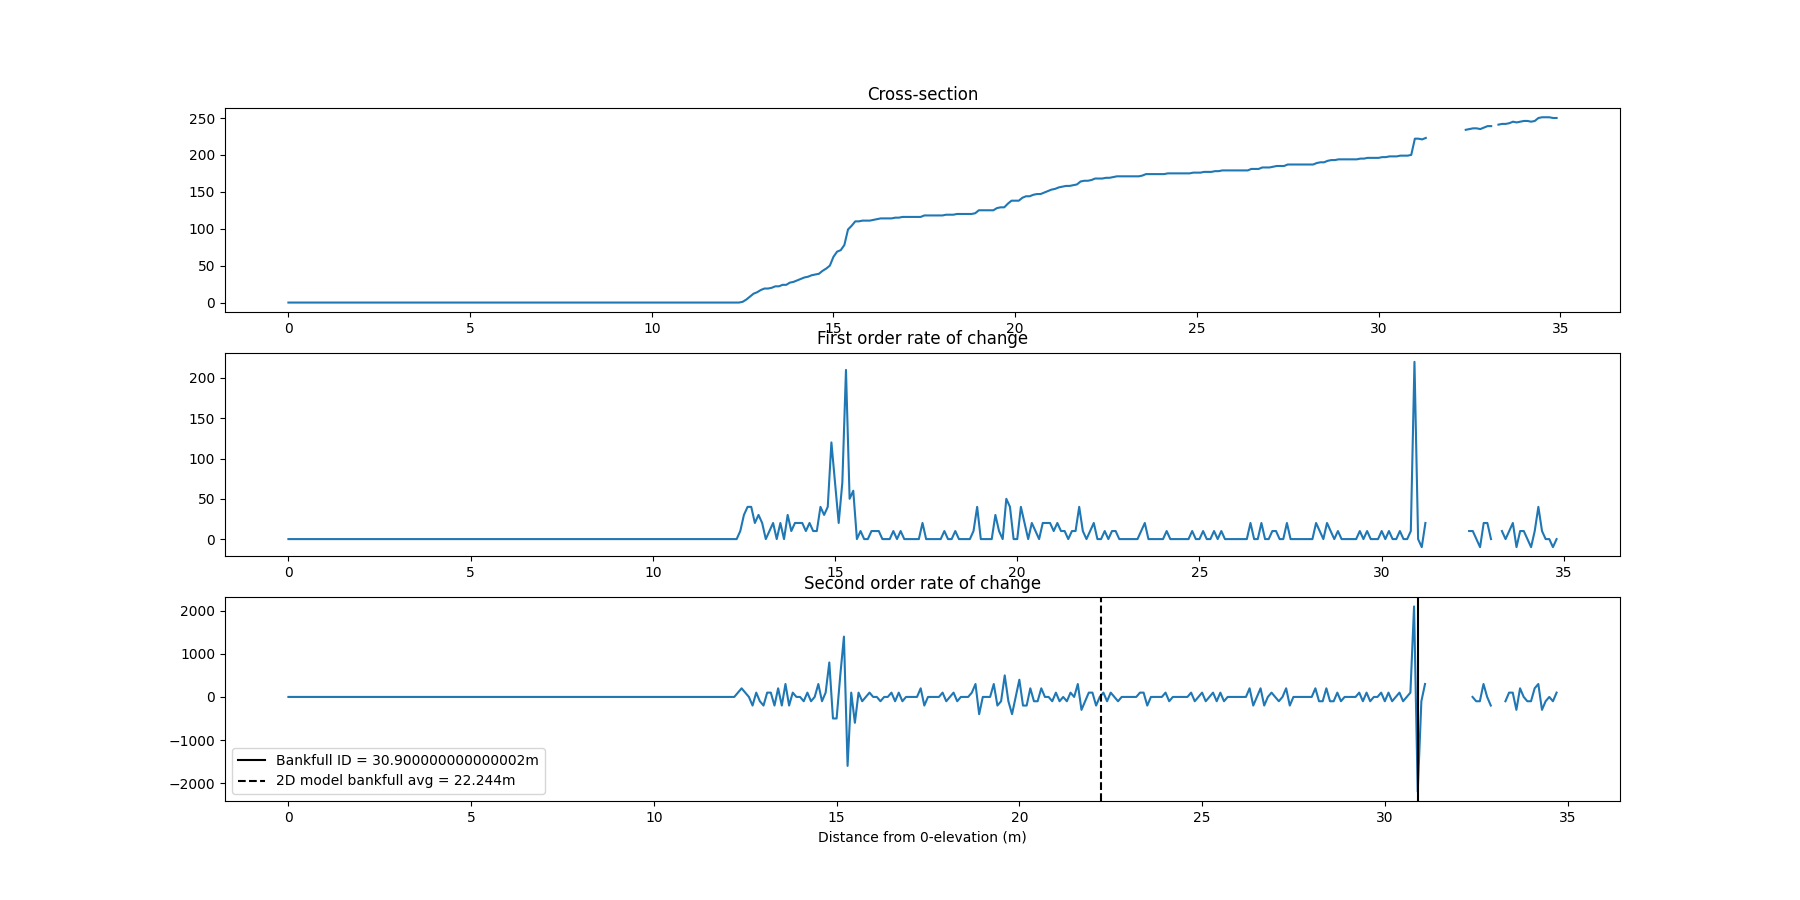 Cross-section
250
200
150
100
50
0
0 5 10 15 20 25 30 35
First order rate of change
200
150
100
50
0
0 5 10 15 20 25 30 35
Second order rate of change
2000
1000
0
−1000
−2000
Bankfull ID = 30.900000000000002m
2D model bankfull avg = 22.244m
0 5 10 15 20 25 30 35
Distance from 0-elevation (m)